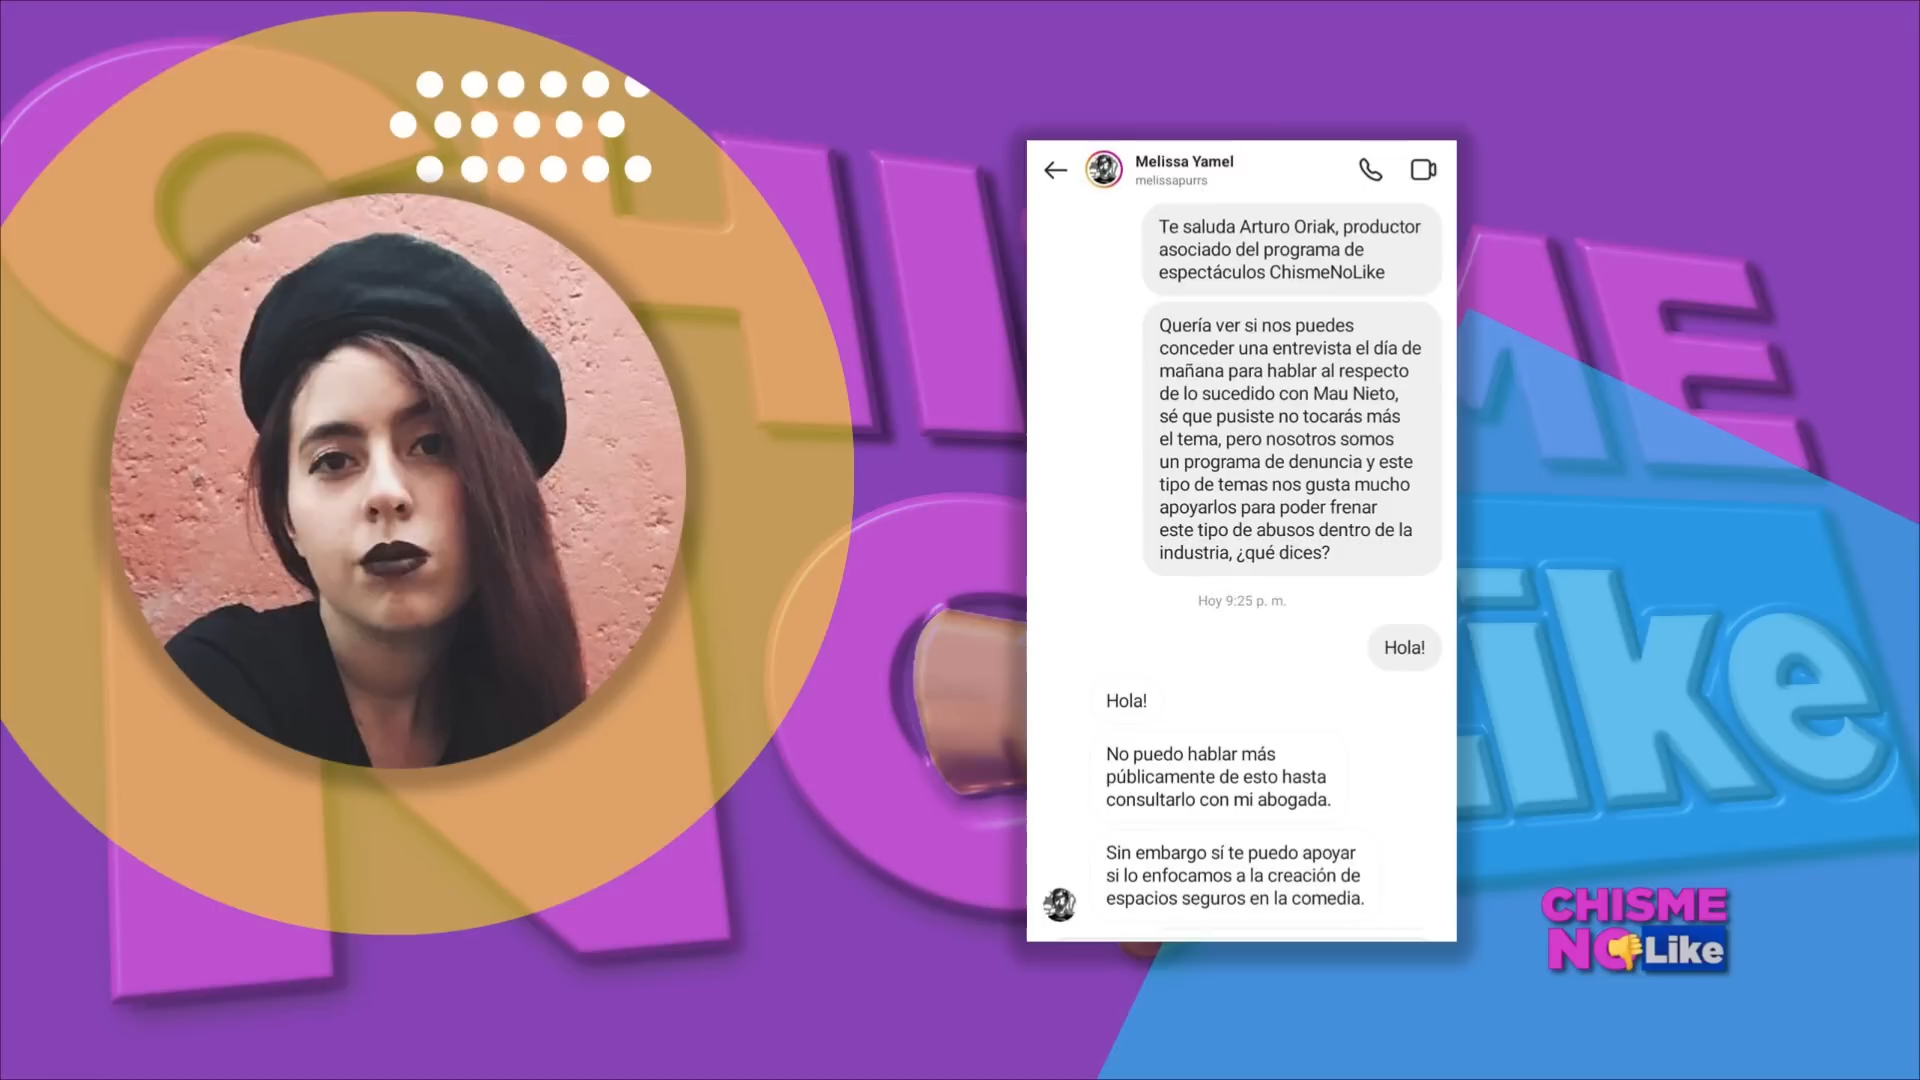 Melissa Yamel
melissapurrs
Te saluda Arturo Oriak, productor
asociado del programa de
espectáculos ChismeNoLike
Quería ver si nos puedes
conceder una entrevista el día de
mañana para hablar al respecto
de lo sucedido con Mau Nieto,
sé que pusiste no tocarás más
el tema, pero nosotros somos
un programa de denuncia y este
tipo de temas nos gusta mucho
apoyarlos para poder frenar
este tipo de abusos dentro de la
industria, ¿qué dices?
Hoy 9:25 p. m.
Hola!
Hola!
No puedo hablar más
públicamente de esto hasta
consultarlo con mi abogada.
Sin embargo sí te puedo apoyar
si lo enfocamos a la creación de
espacios seguros en la comedia.
CHISME
NO Like
CHISME
NO Like